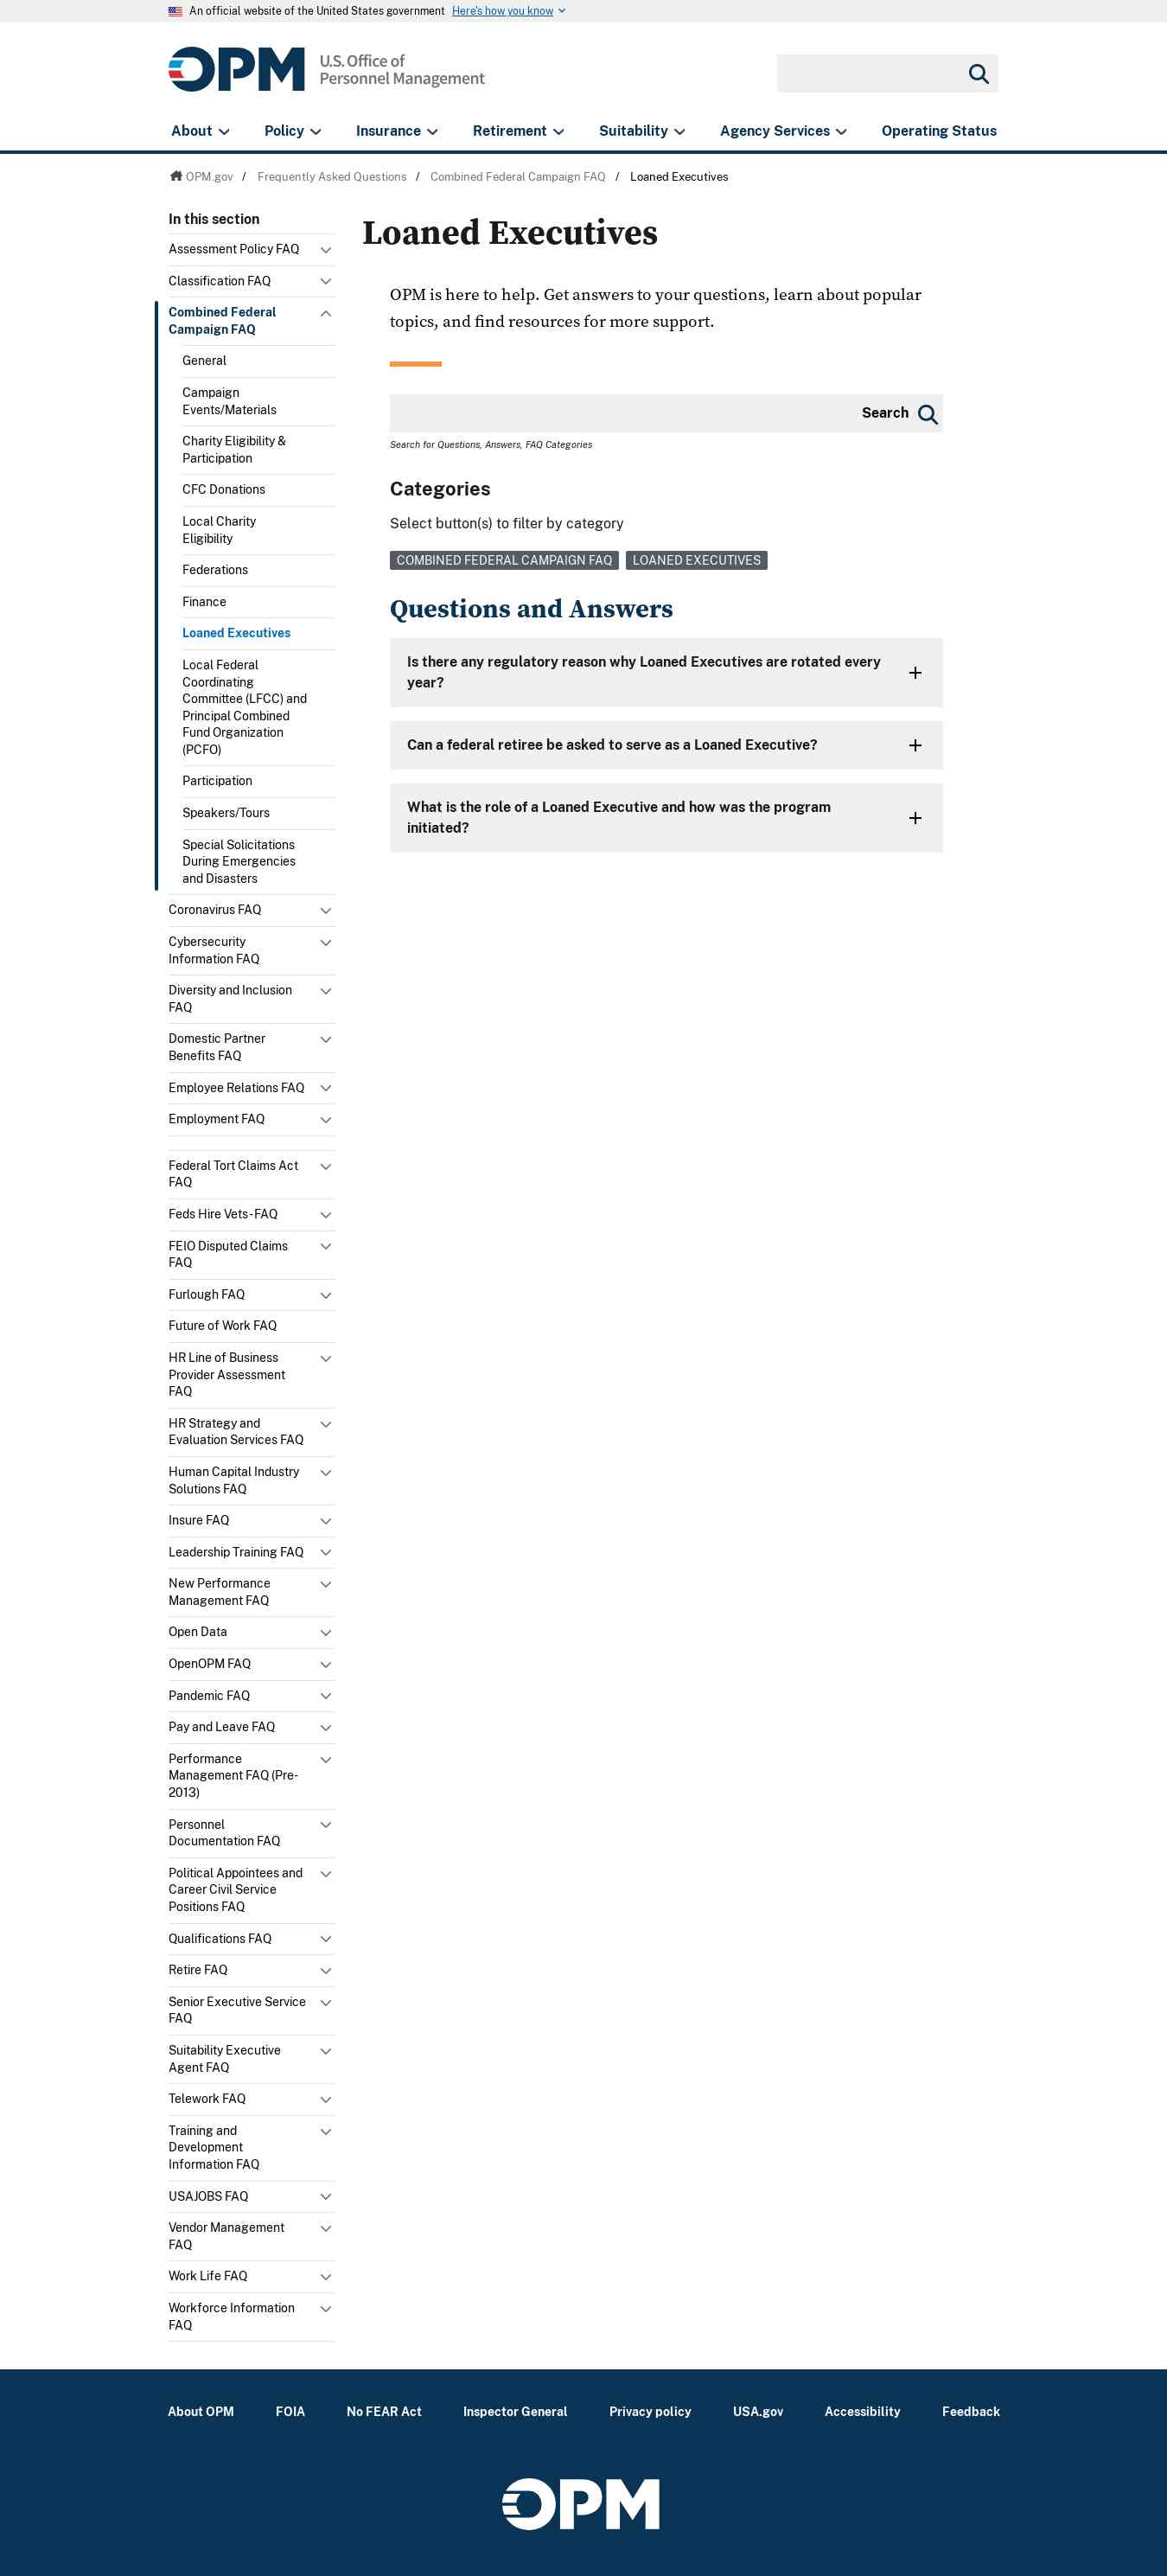 An official website of the United States government Here's how you know
OPM U.S. Office of
Personnel Management
About Policy Insurance Retirement Suitability Agency Services Operating Status
OPM.gov / Frequently Asked Questions / Combined Federal Campaign FAQ / Loaned Executives
In this section
Assessment Policy FAQ
Classification FAQ
Combined Federal
Campaign FAQ
General
Campaign
Events/Materials
Charity Eligibility &
Participation
CFC Donations
Local Charity
Eligibility
Federations
Finance
Loaned Executives
Local Federal
Coordinating
Committee (LFCC) and
Principal Combined
Fund Organization
(PCFO)
Participation
Speakers/Tours
Special Solicitations
During Emergencies
and Disasters
Coronavirus FAQ
Cybersecurity
Information FAQ
Diversity and Inclusion
FAQ
Domestic Partner
Benefits FAQ
Employee Relations FAQ
Employment FAQ
Federal Tort Claims Act
FAQ
Feds Hire Vets - FAQ
FEIO Disputed Claims
FAQ
Furlough FAQ
Future of Work FAQ
HR Line of Business
Provider Assessment
FAQ
HR Strategy and
Evaluation Services FAQ
Human Capital Industry
Solutions FAQ
Insure FAQ
Leadership Training FAQ
New Performance
Management FAQ
Open Data
OpenOPM FAQ
Pandemic FAQ
Pay and Leave FAQ
Performance
Management FAQ (Pre-
2013)
Personnel
Documentation FAQ
Political Appointees and
Career Civil Service
Positions FAQ
Qualifications FAQ
Retire FAQ
Senior Executive Service
FAQ
Suitability Executive
Agent FAQ
Telework FAQ
Training and
Development
Information FAQ
USAJOBS FAQ
Vendor Management
FAQ
Work Life FAQ
Workforce Information
FAQ
Loaned Executives
OPM is here to help. Get answers to your questions, learn about popular
topics, and find resources for more support.
Search
Search for Questions, Answers, FAQ Categories
Categories
Select button(s) to filter by category
COMBINED FEDERAL CAMPAIGN FAQ LOANED EXECUTIVES
Questions and Answers
Is there any regulatory reason why Loaned Executives are rotated every
year?
Can a federal retiree be asked to serve as a Loaned Executive?
What is the role of a Loaned Executive and how was the program
initiated?
About OPM FOIA No FEAR Act Inspector General Privacy policy USA.gov Accessibility Feedback
OPM